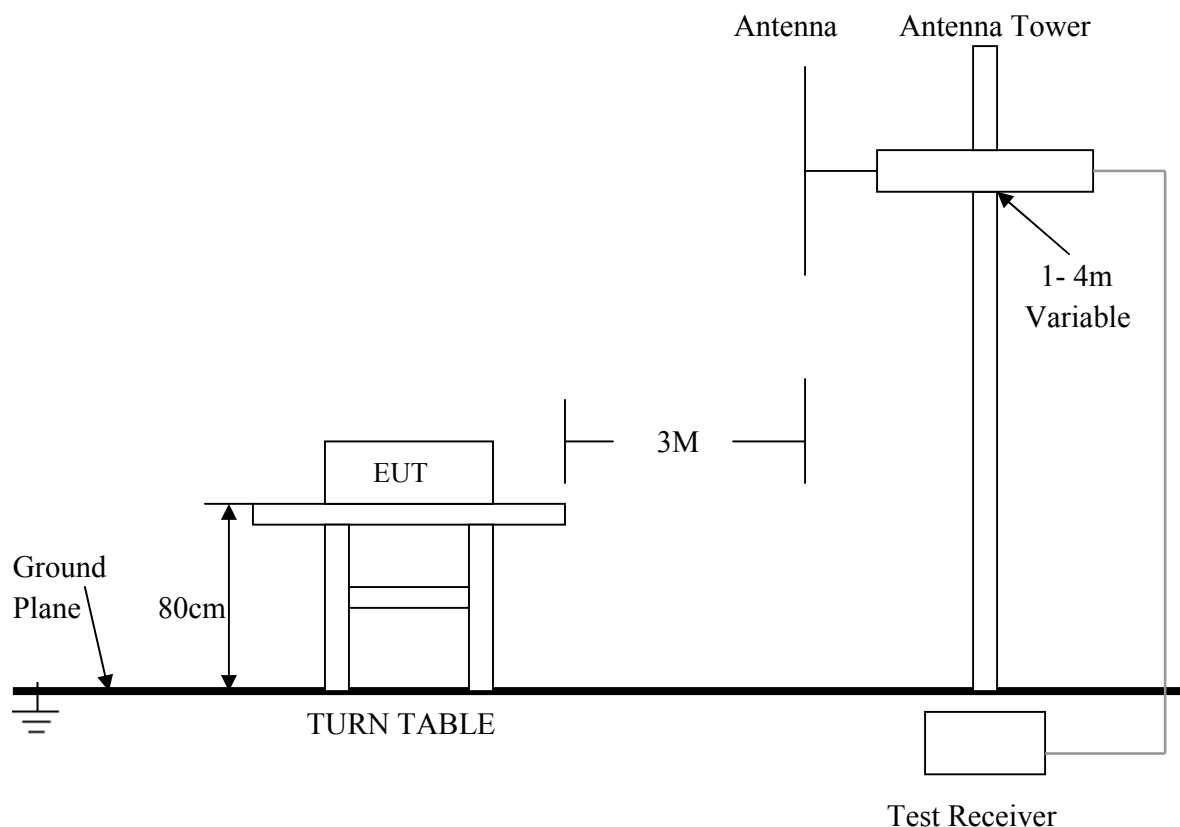 Antenna
Antenna Tower
1- 4m
Variable
3M
EUT
Ground
Plane
80cm
TURN TABLE
Test Receiver